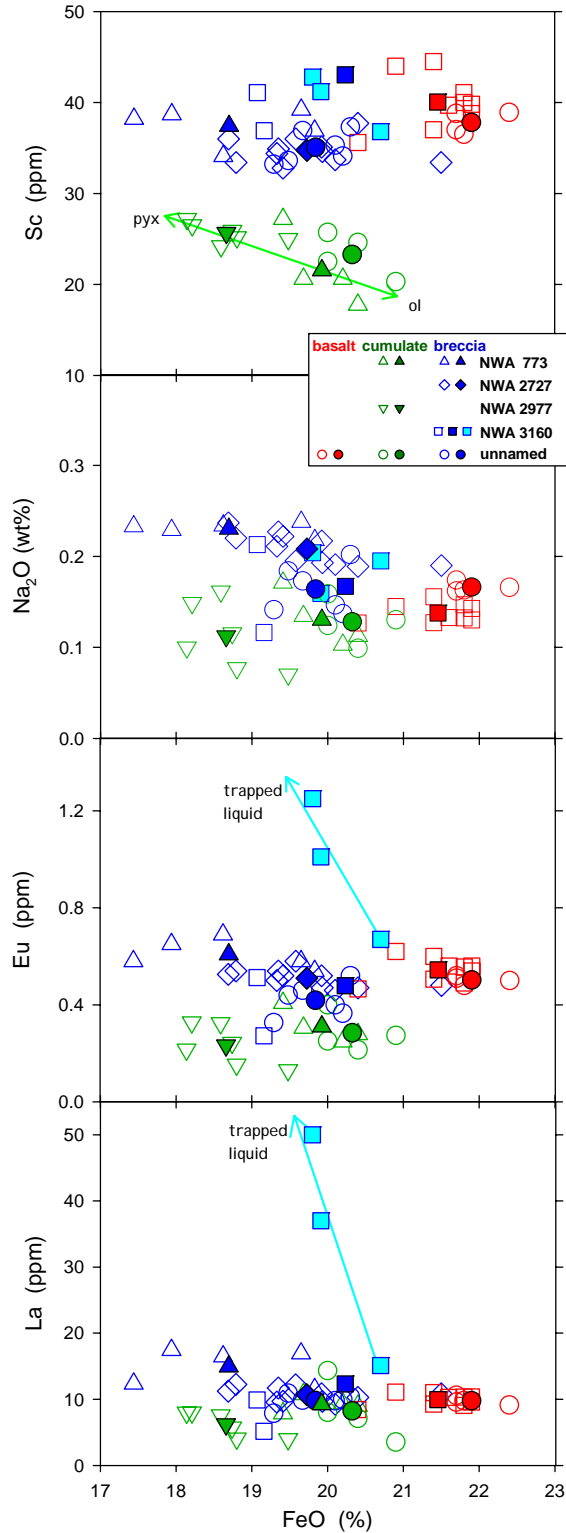 50
40
30
20
10
Sc (ppm)
pyx
ol
basalt cumulate breccia
NWA 773
NWA 2727
NWA 2977
NWA 3160
unnamed
0.3
0.2
0.1
0.0
Na₂O (wt%)
trapped
liquid
1.2
0.8
0.4
0.0
Eu (ppm)
trapped
liquid
50
40
30
20
10
0
La (ppm)
17 18 19 20 21 22 23
FeO (%)